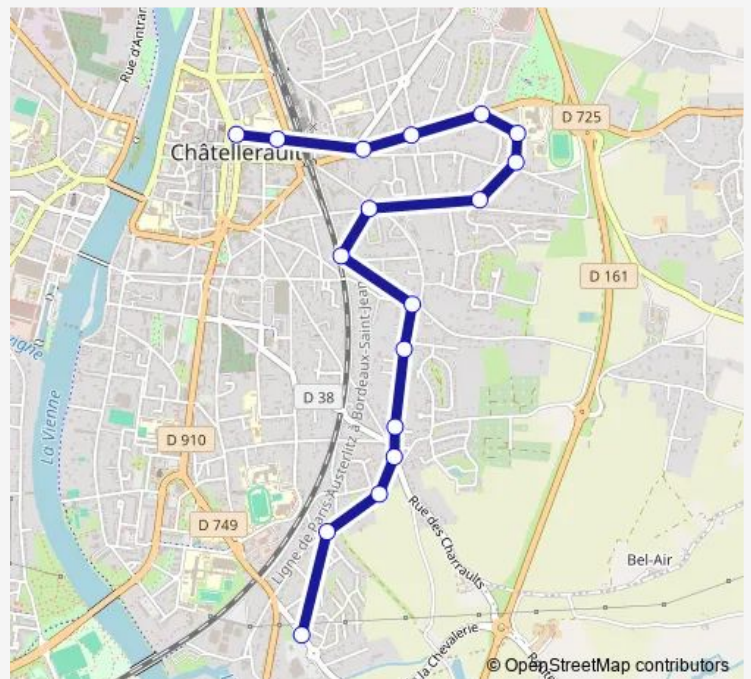 Rue d'Antran
D 725
Châtellerault
D 161
Ligne de Paris-Austerlitz à Bordeaux-Saint-Jean
D 38
La Vienne
D 910
D 749
Rue des Charraults
Bel-Air
la Chevalerie
© OpenStreetMap contributors